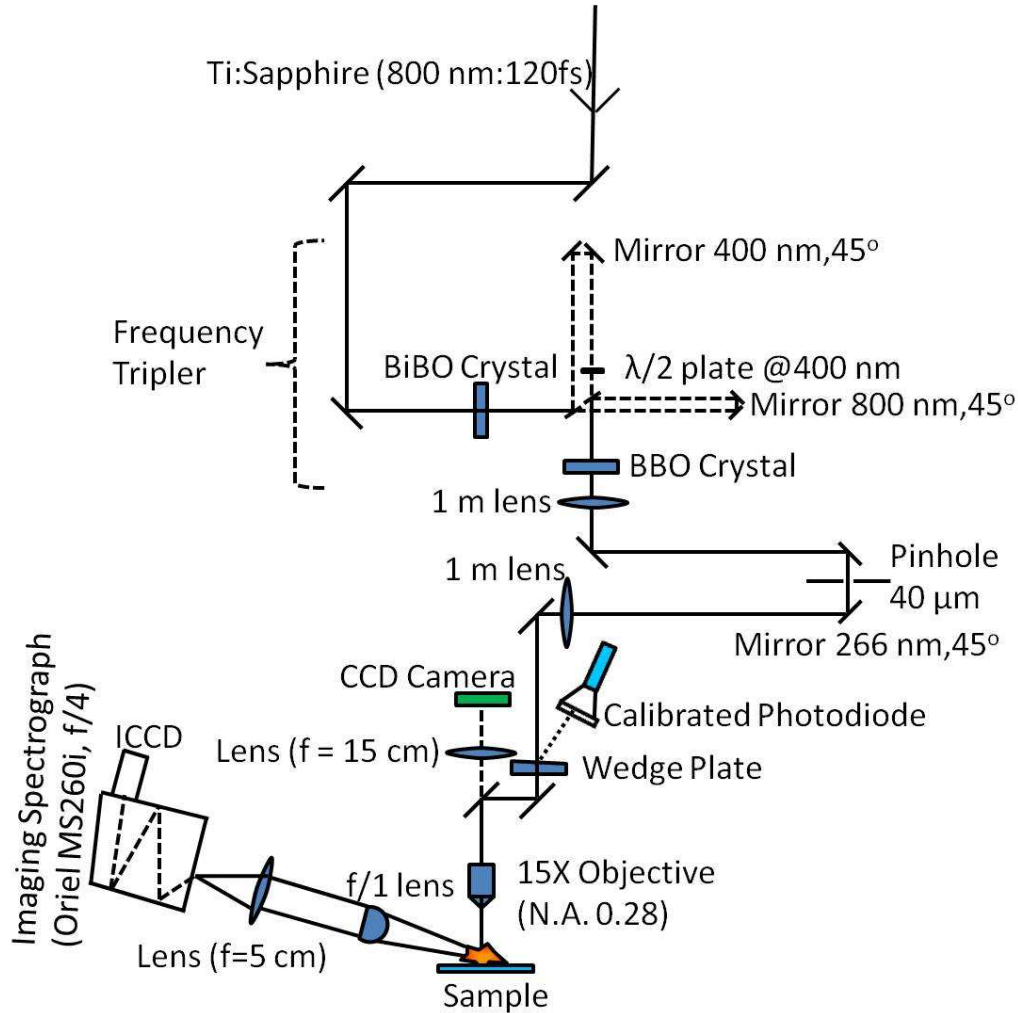 Ti:Sapphire (800 nm:120fs)
Mirror 400 nm,45°
Frequency
Tripler
BiBO Crystal
λ/2 plate @400 nm
Mirror 800 nm,45°
BBO Crystal
1 m lens
1 m lens
Pinhole
40 µm
Mirror 266 nm,45°
CCD Camera
Calibrated Photodiode
Lens (f = 15 cm)
Wedge Plate
ICCD
Imaging Spectrograph
(Oriel MS260i, f/4)
f/1 lens
15X Objective
(N.A. 0.28)
Lens (f=5 cm)
Sample